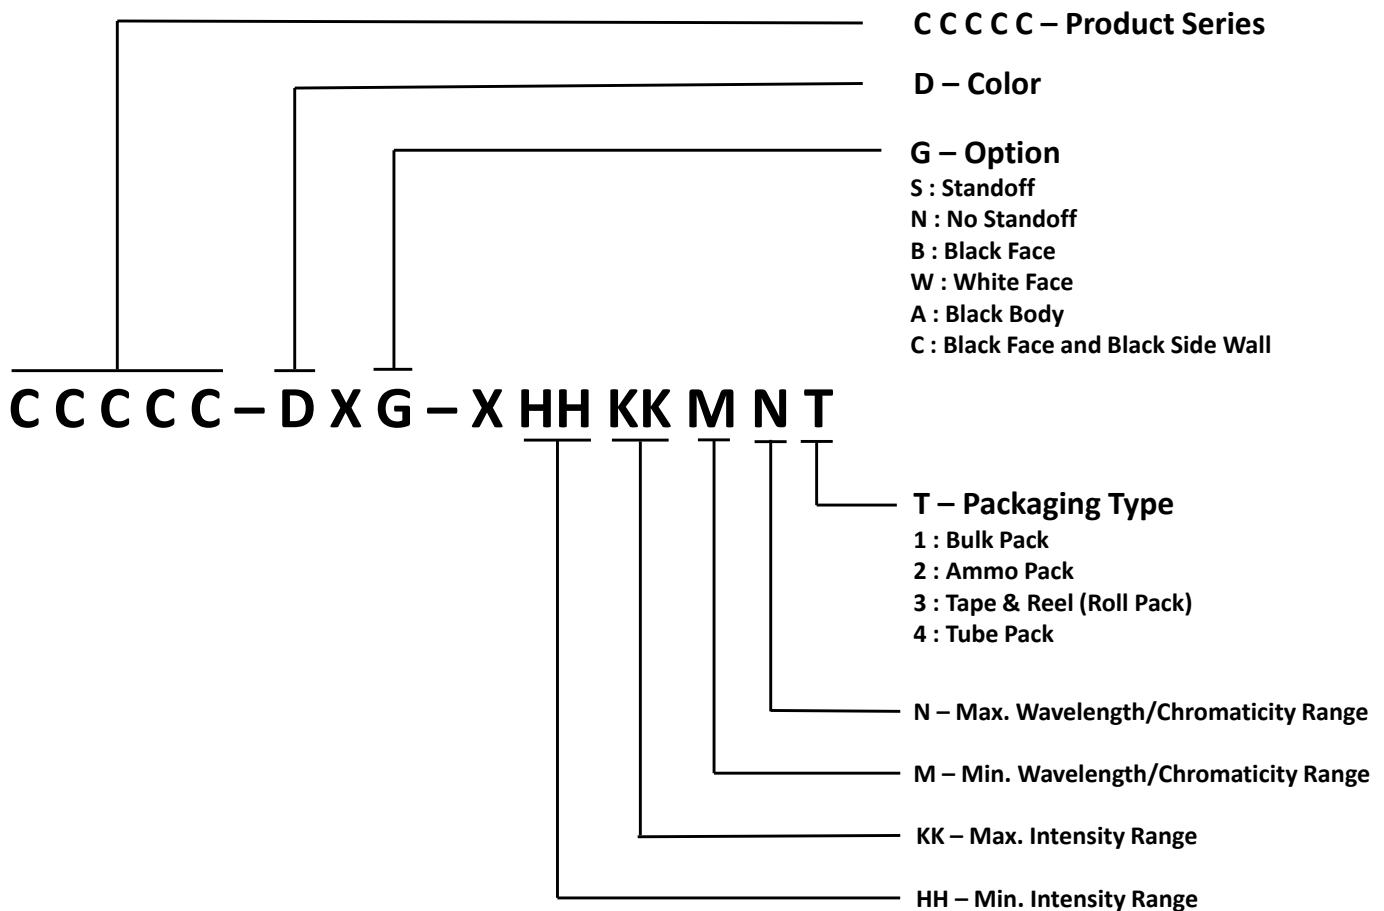 C C C C C – Product Series
D – Color
G – Option
S : Standoff
N : No Standoff
B : Black Face
W : White Face
A : Black Body
C : Black Face and Black Side Wall
C C C C C – D X G – X HH KK M N T
T – Packaging Type
1 : Bulk Pack
2 : Ammo Pack
3 : Tape & Reel (Roll Pack)
4 : Tube Pack
N – Max. Wavelength/Chromaticity Range
M – Min. Wavelength/Chromaticity Range
KK – Max. Intensity Range
HH – Min. Intensity Range